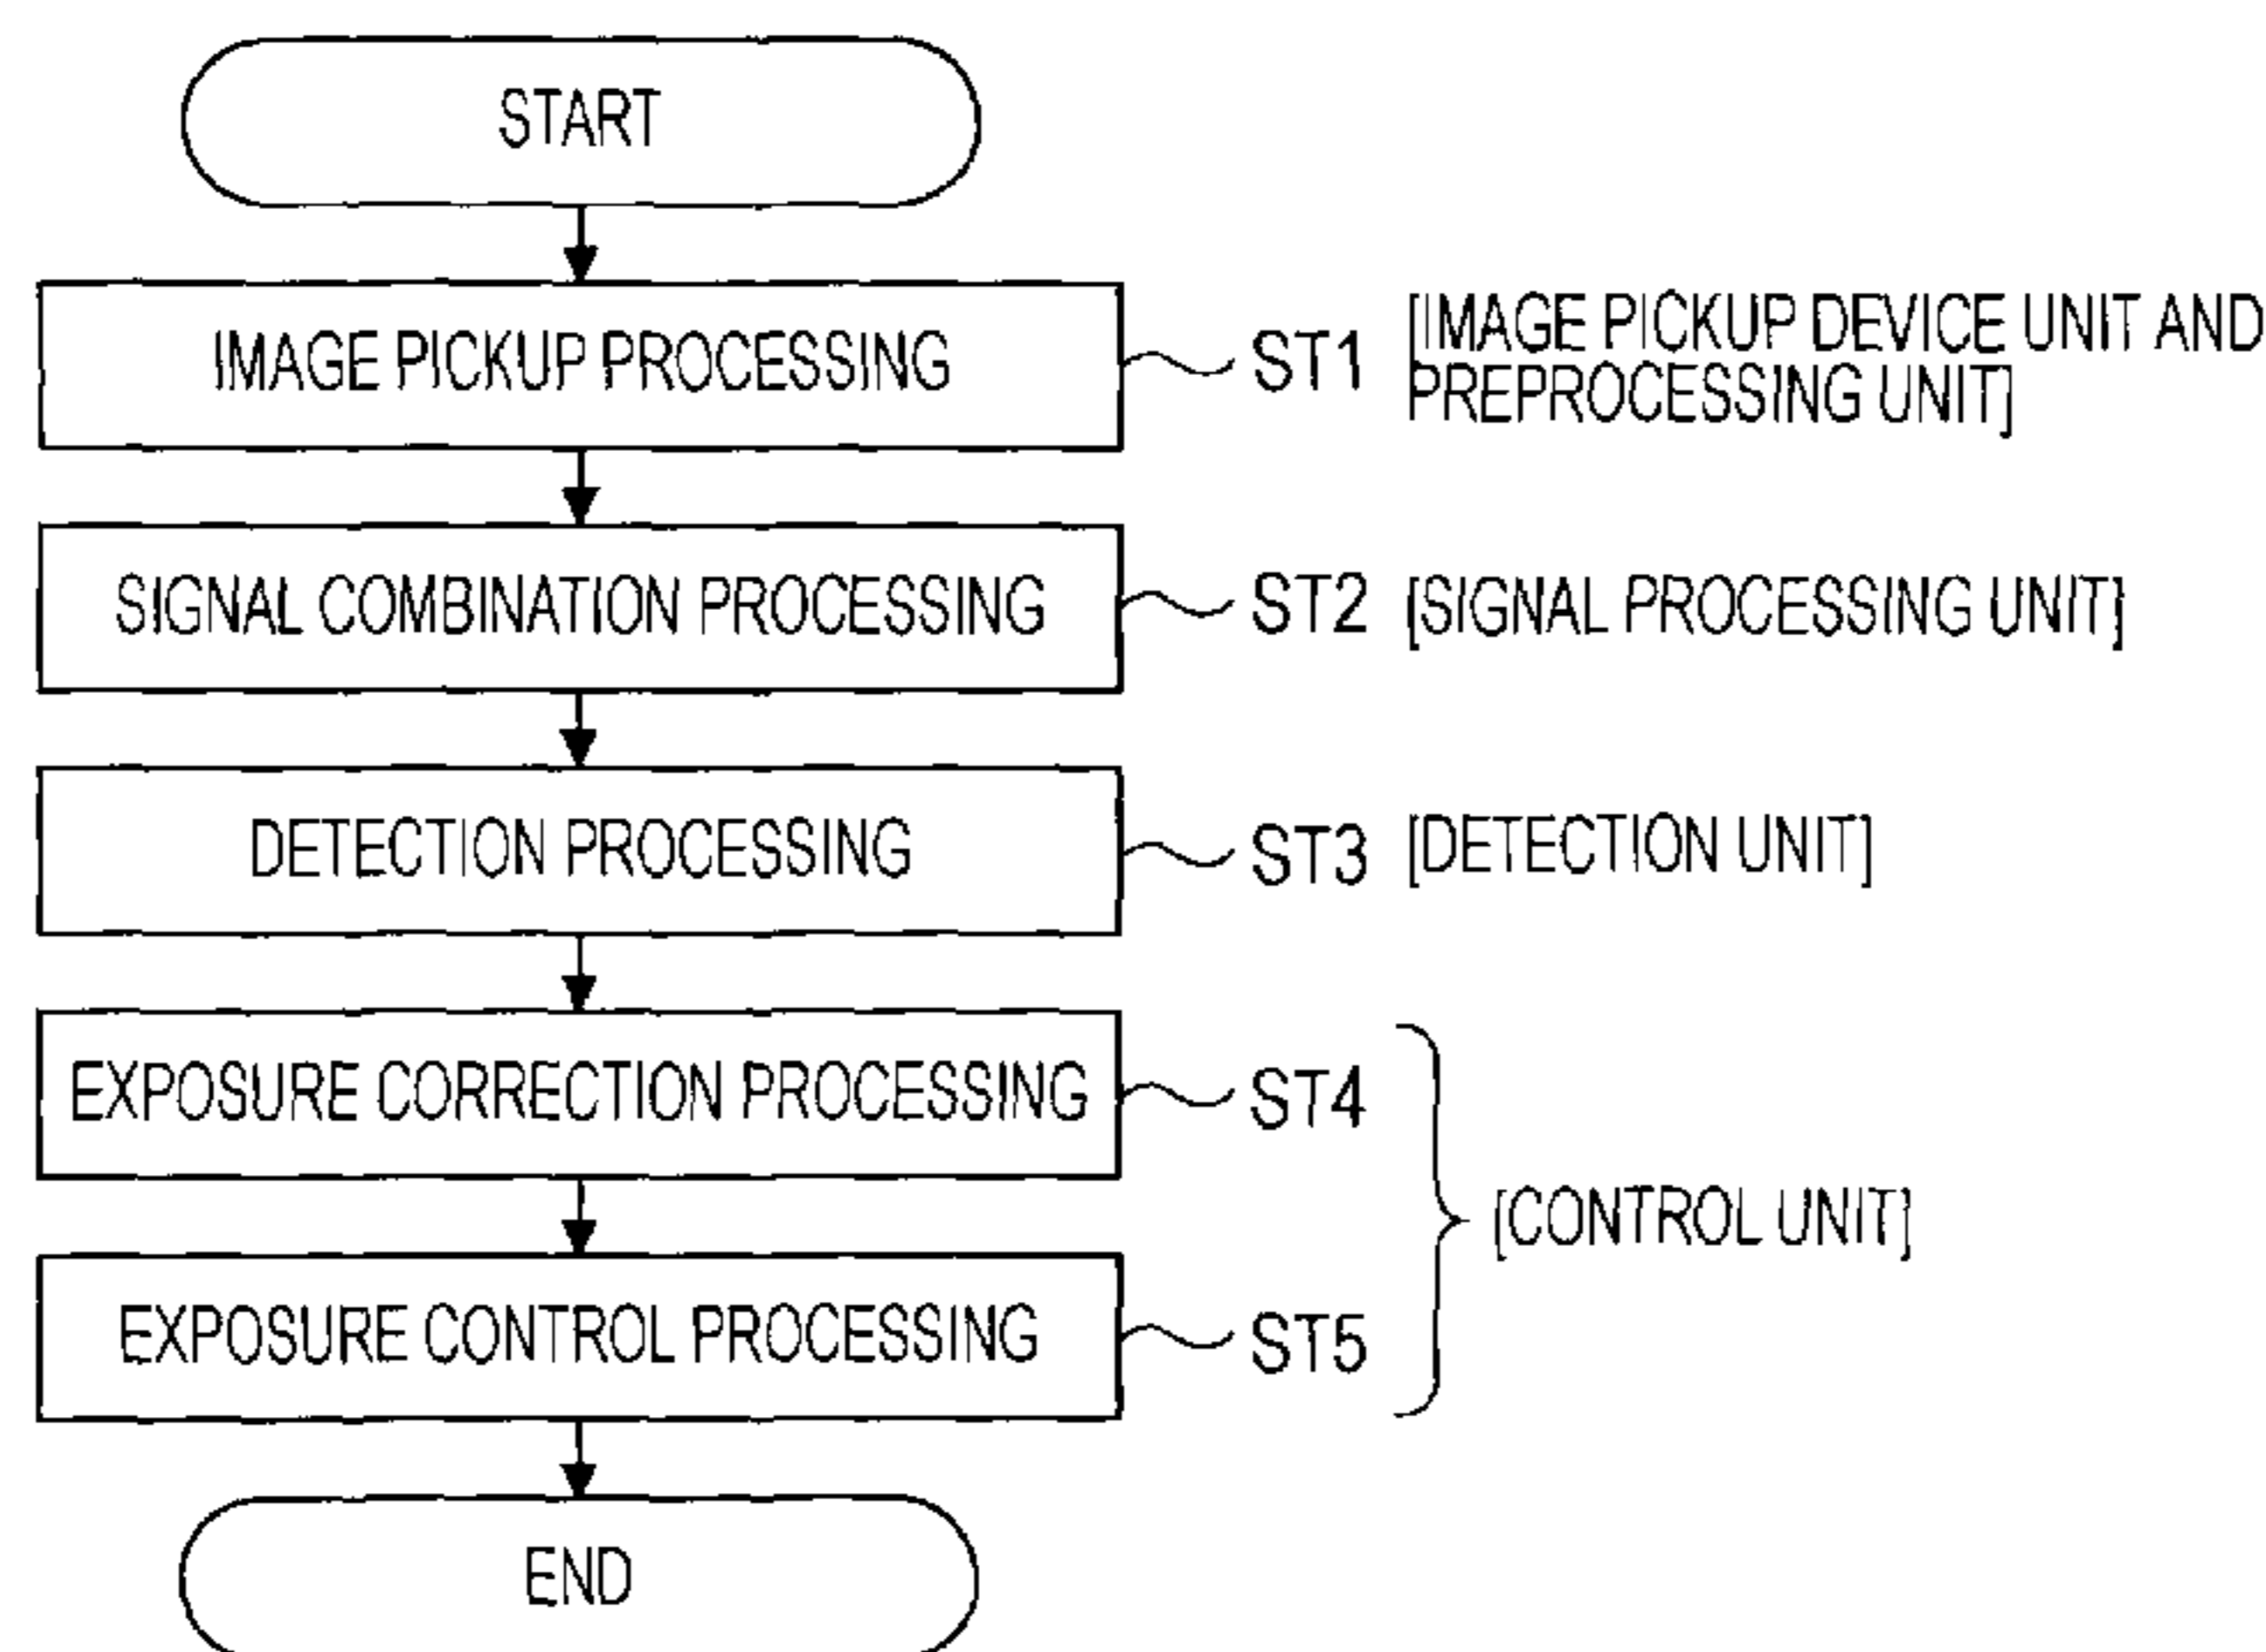 START
IMAGE PICKUP PROCESSING
ST1
[IMAGE PICKUP DEVICE UNIT AND
PREPROCESSING UNIT]
SIGNAL COMBINATION PROCESSING
ST2
[SIGNAL PROCESSING UNIT]
DETECTION PROCESSING
ST3
[DETECTION UNIT]
EXPOSURE CORRECTION PROCESSING
ST4
[CONTROL UNIT]
EXPOSURE CONTROL PROCESSING
ST5
END